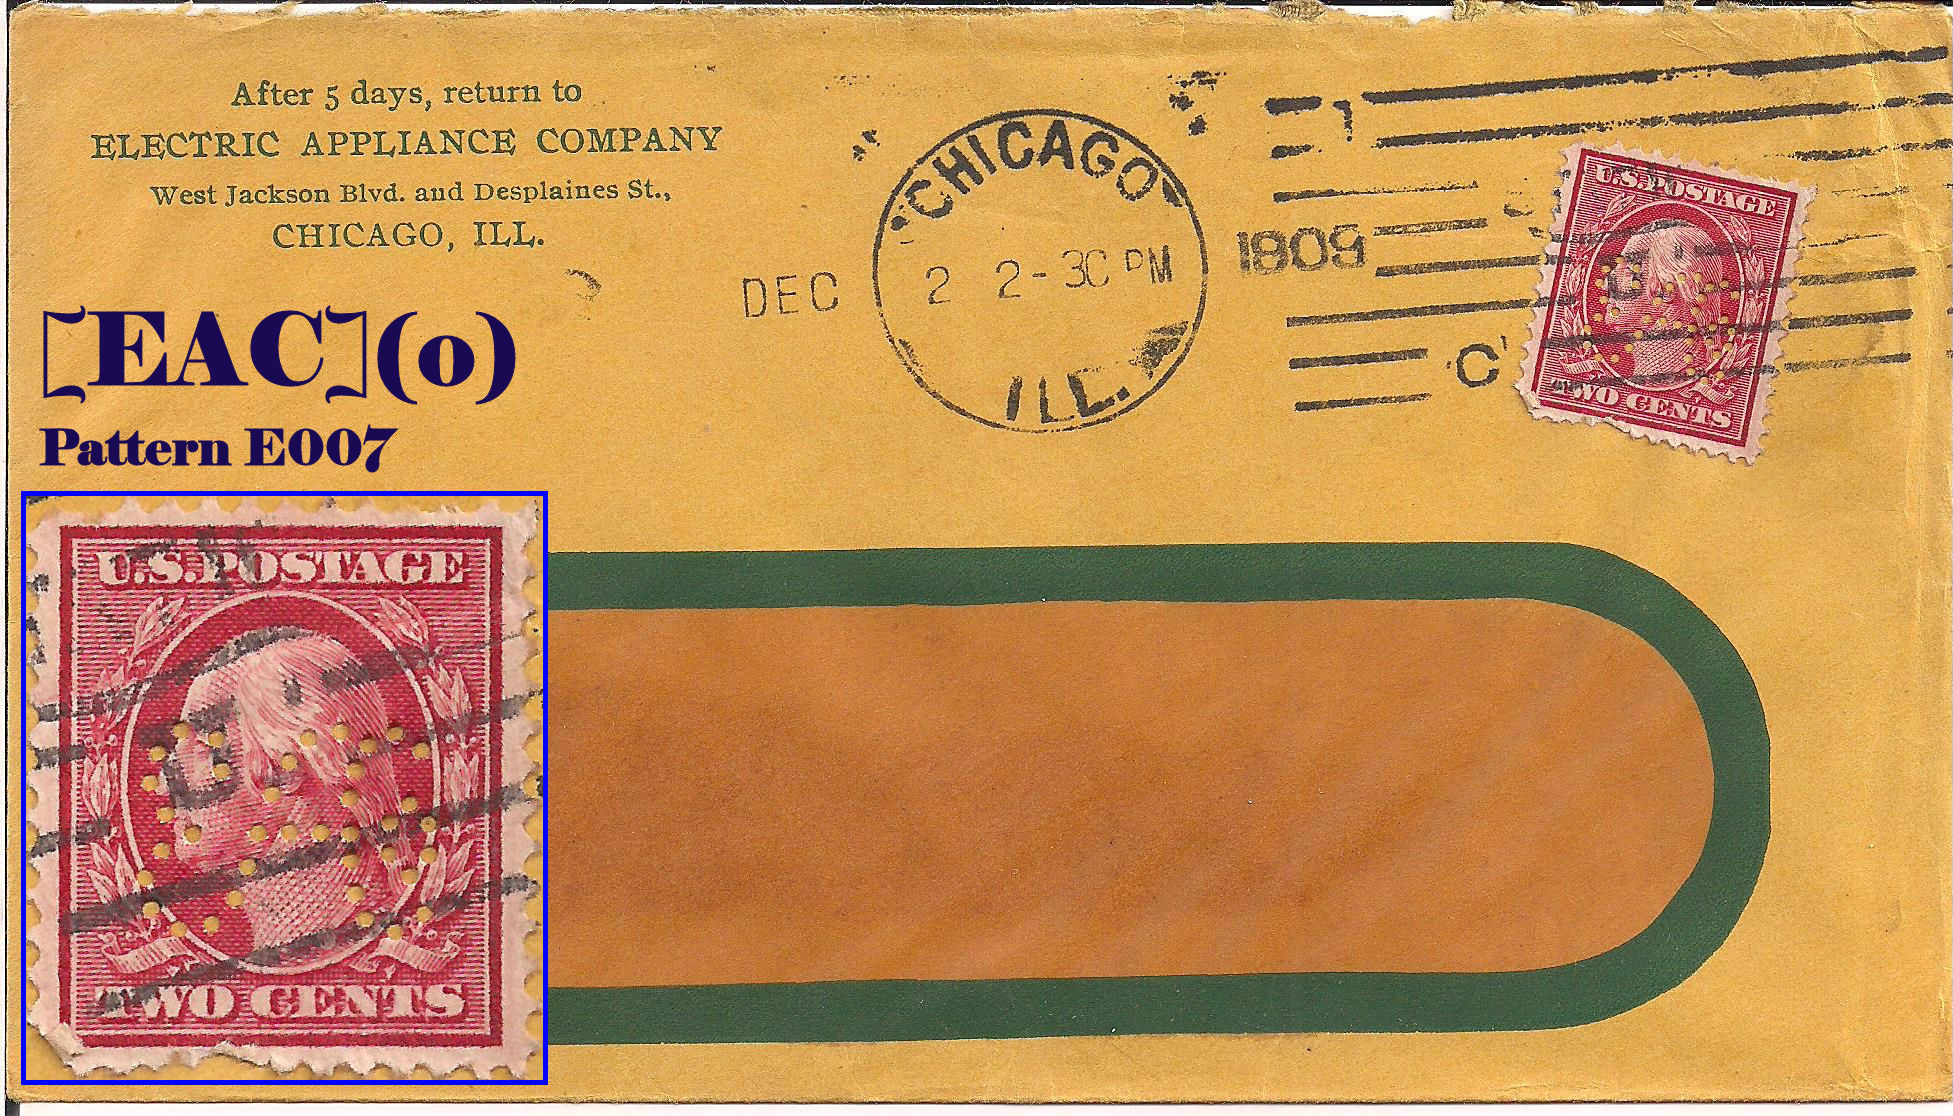 After 5 days, return to
ELECTRIC APPLIANCE COMPANY
West Jackson Blvd. and Desplaines St.,
CHICAGO, ILL.
[EAC](o)
Pattern E007
CHICAGO
DEC 2 2-30 PM 1909
ILL.
C
U.S. POSTAGE
TWO CENTS
U.S. POSTAGE
TWO CENTS